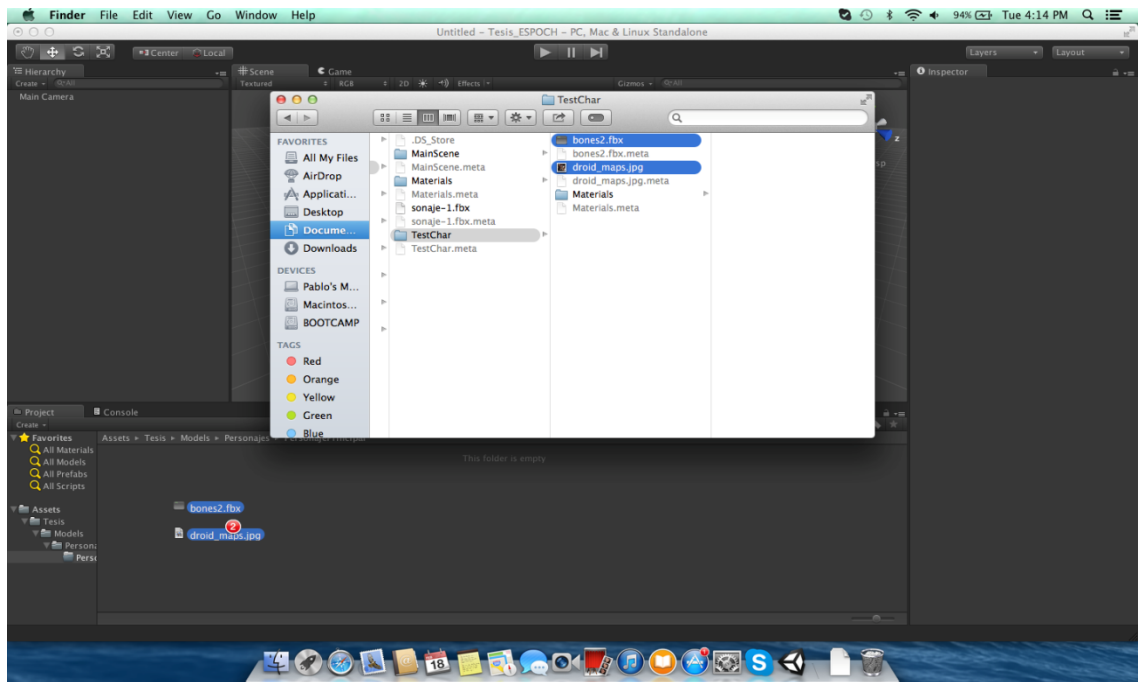 Finder File Edit View Go Window Help 94% Tue 4:14 PM
Untitled – Tesis_ESPOCH – PC, Mac & Linux Standalone
Center Local Layers Layout
Hierarchy Scene Game Inspector
Create All Textured RGB 2D Effects Gizmos All
Main Camera
TestChar
FAVORITES
All My Files
AirDrop
Applicati...
Desktop
Docume...
Downloads
DEVICES
Pablo's M...
Macintos...
BOOTCAMP
TAGS
Red
Orange
Yellow
Green
Blue
.DS_Store
MainScene
MainScene.meta
Materials
Materials.meta
sonaje-1.fbx
sonaje-1.fbx.meta
TestChar
TestChar.meta
bones2.fbx
bones2.fbx.meta
droid_maps.jpg
droid_maps.jpg.meta
Materials
Materials.meta
z
Project Console
Create
Favorites
All Materials
All Models
All Prefabs
All Scripts
Assets
Tesis
Models
Persona
Perso
Assets Tesis Models Personajes PersonajePrincipal
This folder is empty
bones2.fbx
2
droid_maps.jpg
18